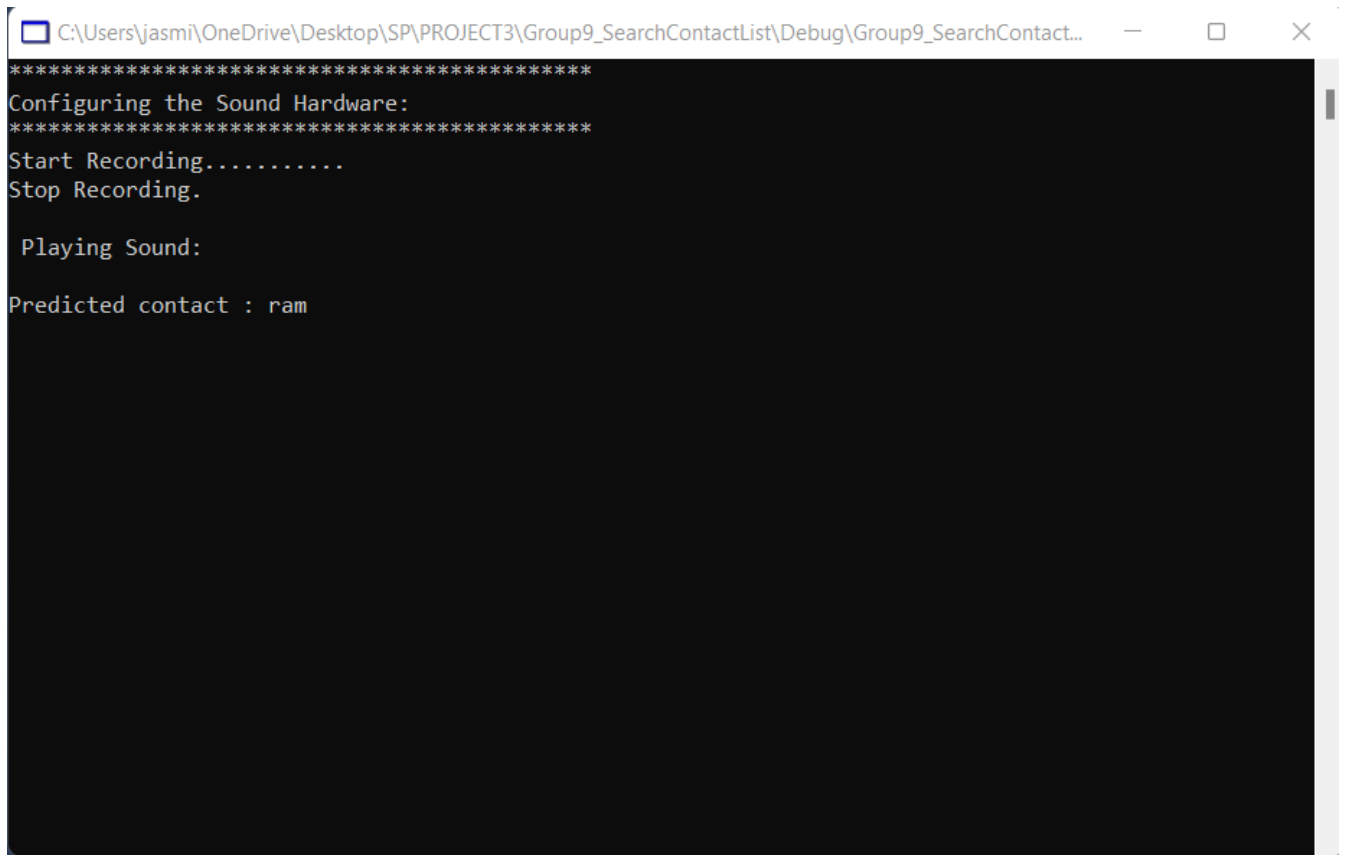 C:\Users\jasmi\OneDrive\Desktop\SP\PROJECT3\Group9_SearchContactList\Debug\Group9_SearchContact...
*********************************************
Configuring the Sound Hardware:
*********************************************
Start Recording...........
Stop Recording.
Playing Sound:
Predicted contact : ram